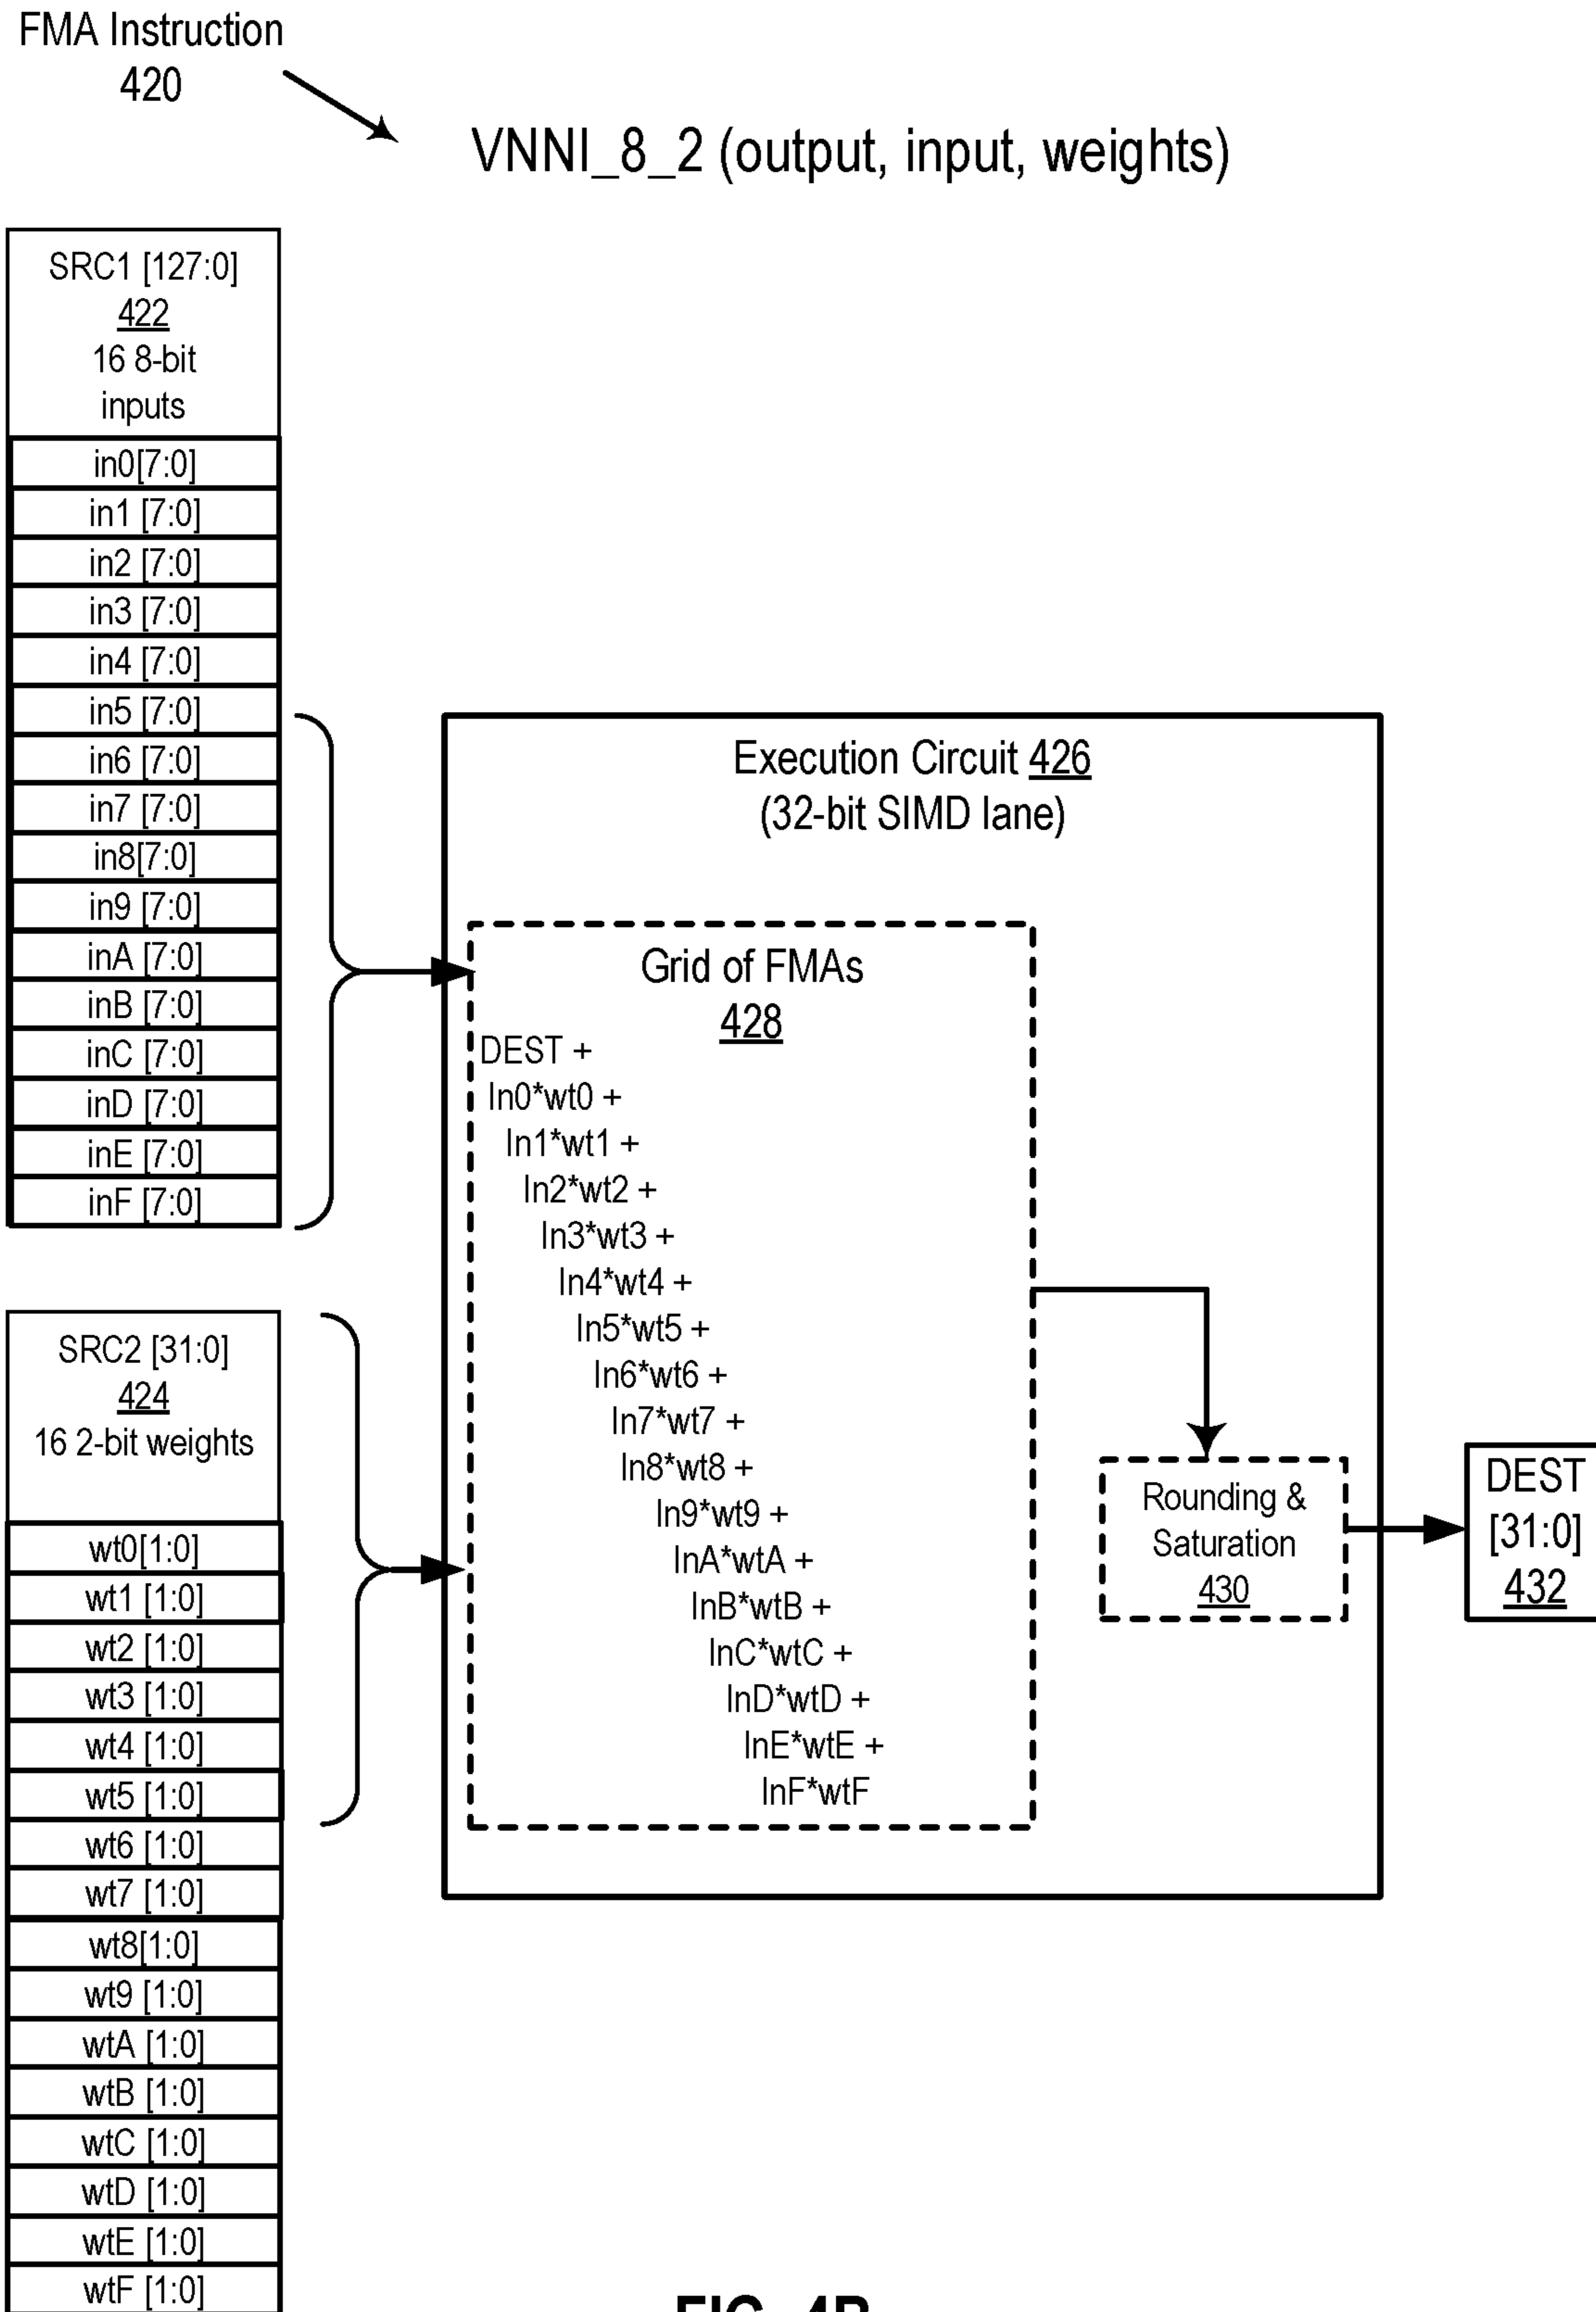 FMA Instruction
420
VNNI_8_2 (output, input, weights)
SRC1 [127:0]
422
16 8-bit
inputs
in0[7:0]
in1 [7:0]
in2 [7:0]
in3 [7:0]
in4 [7:0]
in5 [7:0]
in6 [7:0]
in7 [7:0]
in8[7:0]
in9 [7:0]
inA [7:0]
inB [7:0]
inC [7:0]
inD [7:0]
inE [7:0]
inF [7:0]
SRC2 [31:0]
424
16 2-bit weights
wt0[1:0]
wt1 [1:0]
wt2 [1:0]
wt3 [1:0]
wt4 [1:0]
wt5 [1:0]
wt6 [1:0]
wt7 [1:0]
wt8[1:0]
wt9 [1:0]
wtA [1:0]
wtB [1:0]
wtC [1:0]
wtD [1:0]
wtE [1:0]
wtF [1:0]
Execution Circuit 426
(32-bit SIMD lane)
Grid of FMAs
428
DEST +
In0*wt0 +
In1*wt1 +
In2*wt2 +
In3*wt3 +
In4*wt4 +
In5*wt5 +
In6*wt6 +
In7*wt7 +
In8*wt8 +
In9*wt9 +
InA*wtA +
InB*wtB +
InC*wtC +
InD*wtD +
InE*wtE +
InF*wtF
Rounding &
Saturation
430
DEST
[31:0]
432
FIG. 4B